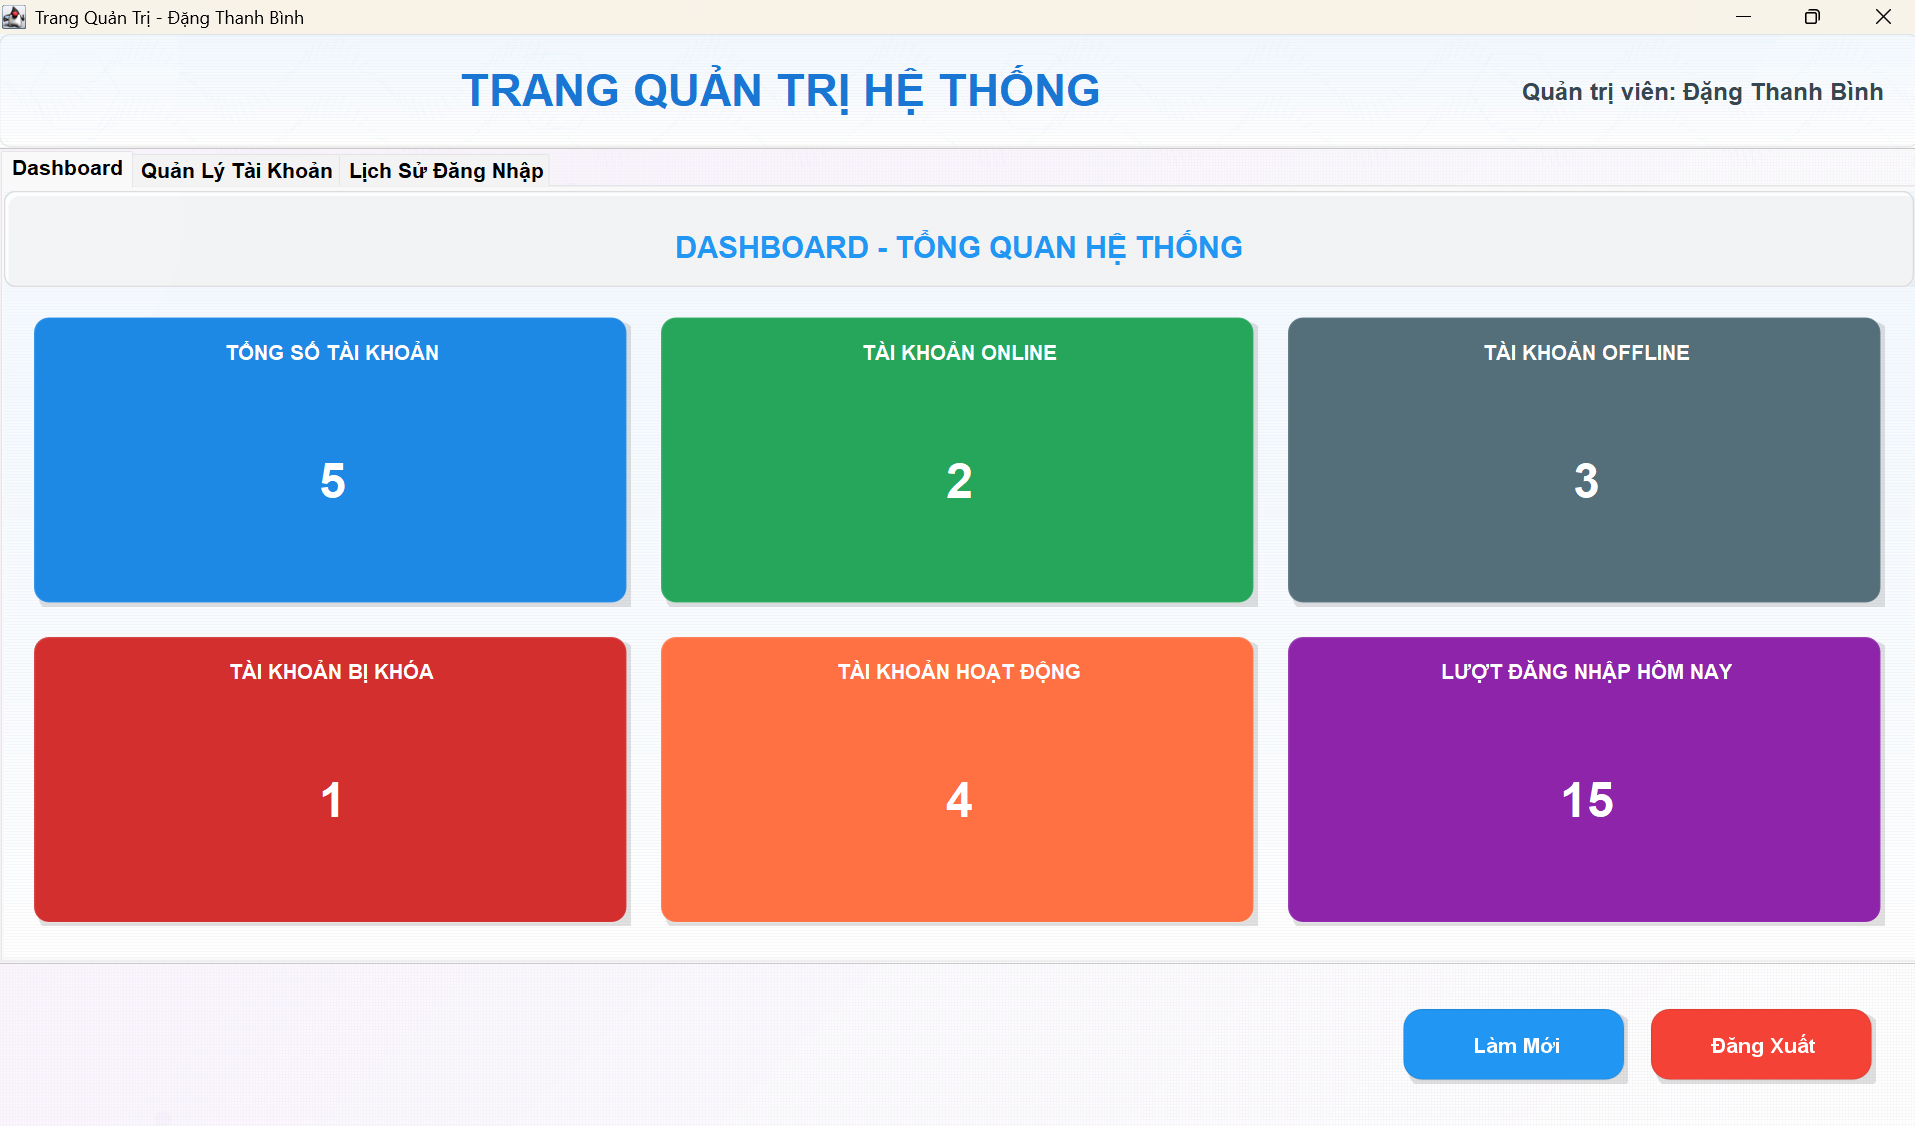 Trang Quản Trị - Đặng Thanh Bình
TRANG QUẢN TRỊ HỆ THỐNG
Quản trị viên: Đặng Thanh Bình
Dashboard
Quản Lý Tài Khoản
Lịch Sử Đăng Nhập
DASHBOARD - TỔNG QUAN HỆ THỐNG
TỔNG SỐ TÀI KHOẢN
5
TÀI KHOẢN ONLINE
2
TÀI KHOẢN OFFLINE
3
TÀI KHOẢN BỊ KHÓA
1
TÀI KHOẢN HOẠT ĐỘNG
4
LƯỢT ĐĂNG NHẬP HÔM NAY
15
Làm Mới
Đăng Xuất